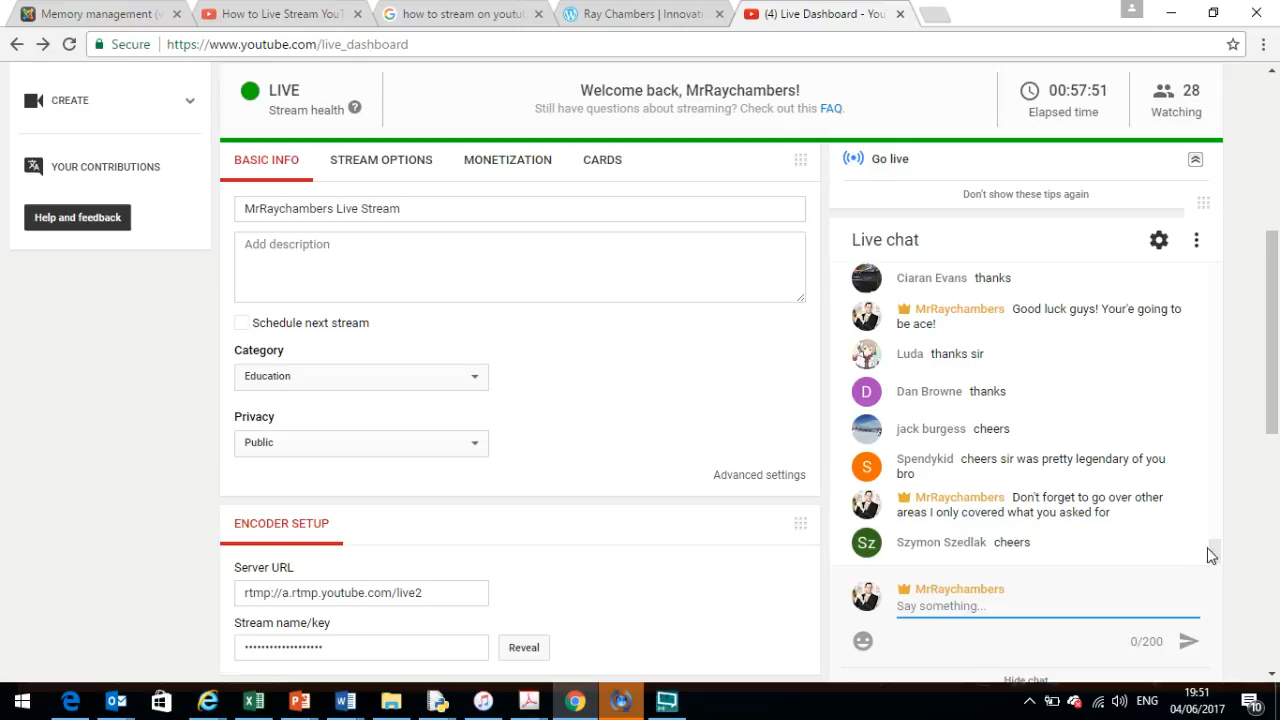 Memory management (v
How to Live Stream YouT
how to stream on youtu
Ray Chambers | Innovat
(4) Live Dashboard - You
Secure
https://www.youtube.com/live_dashboard
CREATE
YOUR CONTRIBUTIONS
Help and feedback
LIVE
Stream health ?
Welcome back, MrRaychambers!
Still have questions about streaming? Check out this FAQ.
00:57:51
Elapsed time
28
Watching
BASIC INFO
STREAM OPTIONS
MONETIZATION
CARDS
MrRaychambers Live Stream
Add description
Schedule next stream
Category
Education
Privacy
Public
Advanced settings
ENCODER SETUP
Server URL
rtmp://a.rtmp.youtube.com/live2
Stream name/key
•••••••••••••••••••
Reveal
Go live
Don't show these tips again
Live chat
Ciaran Evans thanks
MrRaychambers Good luck guys! Your'e going to
be ace!
Luda thanks sir
D
Dan Browne thanks
jack burgess cheers
S
Spendykid cheers sir was pretty legendary of you
bro
MrRaychambers Don't forget to go over other
areas I only covered what you asked for
Sz
Szymon Szedlak cheers
MrRaychambers
Say something...
0/200
Hide chat
ENG
19:51
04/06/2017
10